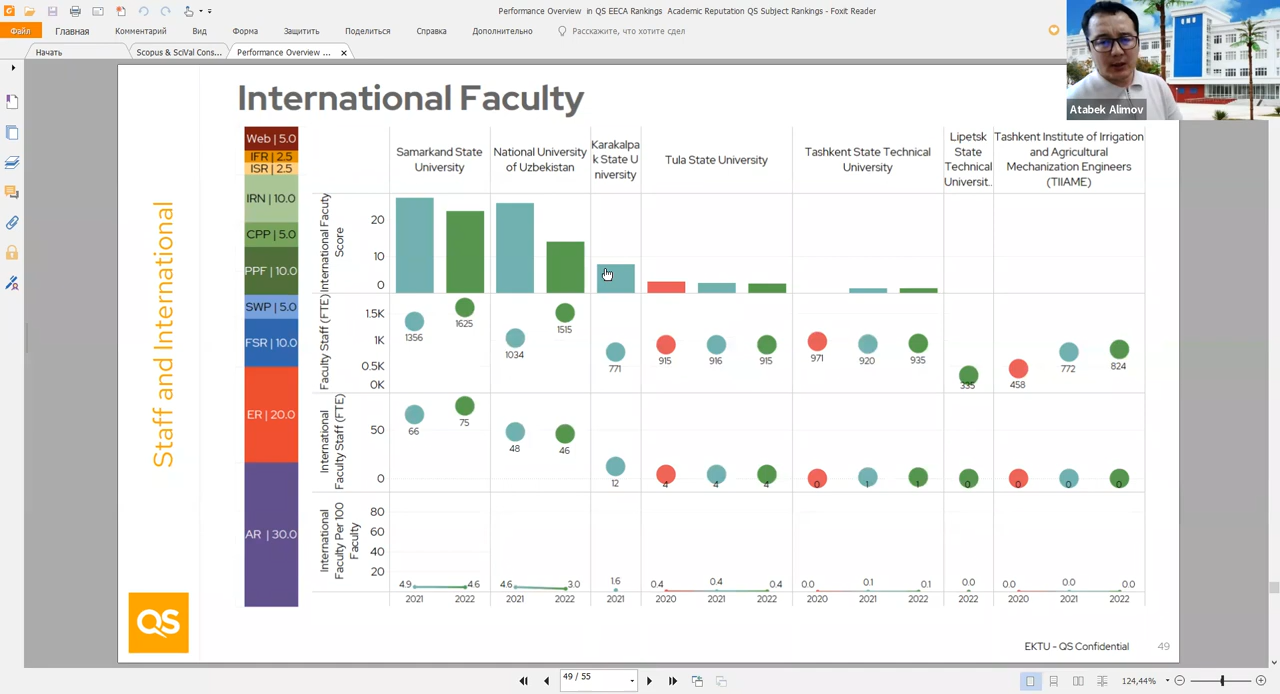 Performance Overview in QS EECA Rankings Academic Reputation QS Subject Rankings - Foxit Reader
Файл Главная Комментарий Вид Форма Защитить Поделиться Справка Дополнительно Расскажите, что хотите сдел
Начать Scopus & SciVal Cons... Performance Overview ...
Atabek Alimov
International Faculty
Staff and International
Web | 5.0
IFR | 2.5
ISR | 2.5
IRN | 10.0
CPP | 5.0
PPF | 10.0
SWP | 5.0
FSR | 10.0
ER | 20.0
AR | 30.0
Samarkand State
University
National University
of Uzbekistan
Karakalpa
k State U
niversity
Tula State University
Tashkent State Technical
University
Lipetsk
State
Technical
Universit..
Tashkent Institute of Irrigation
and Agricultural
Mechanization Engineers
(TIIAME)
International Facuty
Score
20
10
0
Faculty Staff (FTE)
1.5K
1K
0.5K
0K
1356 1625 1034 1515 771 915 916 915 971 920 935 335 458 772 824
International
Faculty Staff (FTE)
50
0
66 75 48 46 12 4 4 4 0 1 1 0 0 0 0
International
Faculty Per 100
Faculty
80
60
40
20
4.9 4.6 4.6 3.0 1.6 0.4 0.4 0.4 0.0 0.1 0.1 0.0 0.0 0.0 0.0
2021 2022 2021 2022 2021 2020 2021 2022 2020 2021 2022 2022 2020 2021 2022
QS
EKTU - QS Confidential 49
49 / 55
124,44%